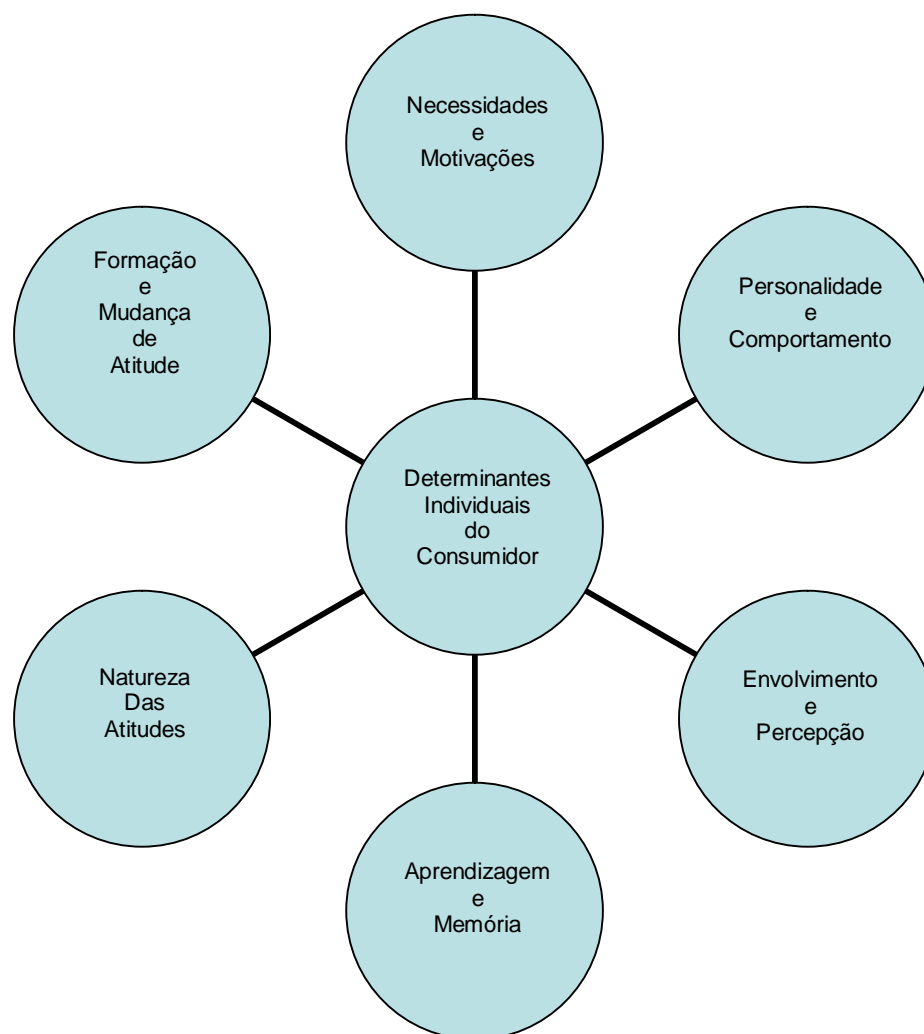 Necessidades
e
Motivações
Formação
e
Mudança
de
Atitude
Personalidade
e
Comportamento
Determinantes
Individuais
do
Consumidor
Natureza
Das
Atitudes
Envolvimento
e
Percepção
Aprendizagem
e
Memória